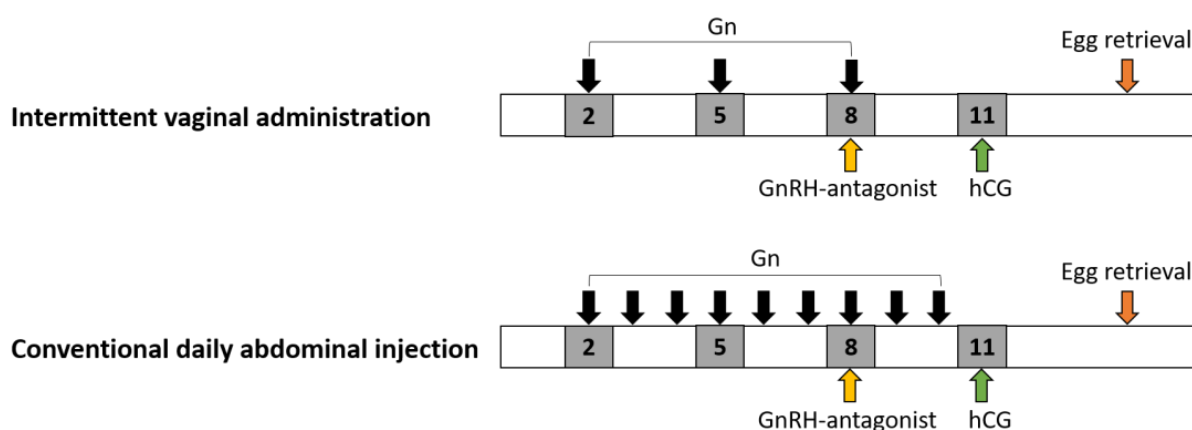 Gn
Egg retrieval
Intermittent vaginal administration
2 5 8 11
GnRH-antagonist hCG
Gn
Egg retrieval
Conventional daily abdominal injection
2 5 8 11
GnRH-antagonist hCG